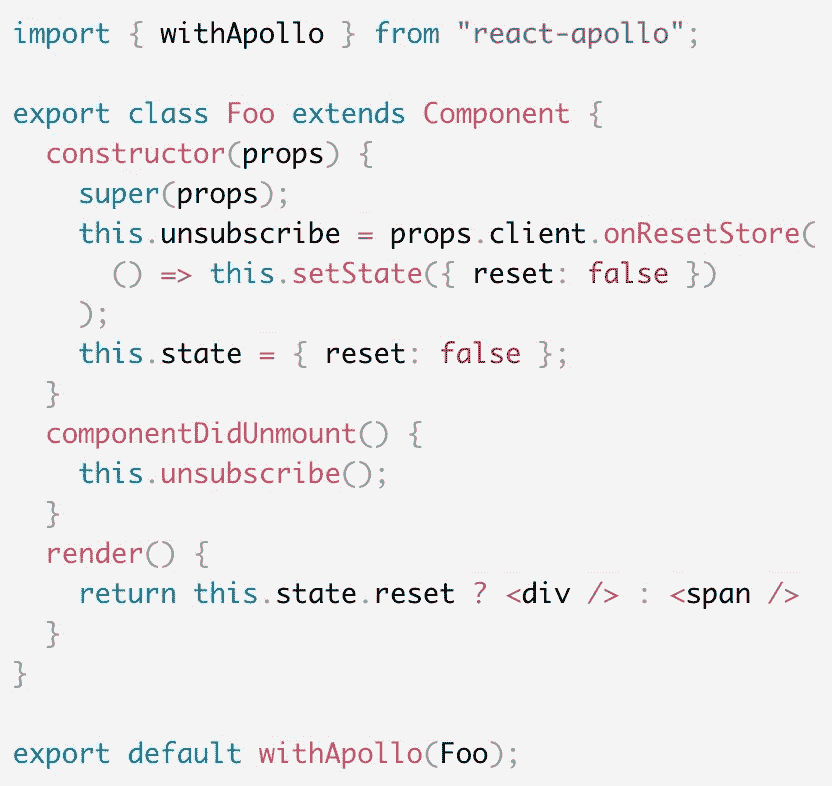 import { withApollo } from "react-apollo";

export class Foo extends Component {
  constructor(props) {
    super(props);
    this.unsubscribe = props.client.onResetStore(
      () => this.setState({ reset: false })
    );
    this.state = { reset: false };
  }
  componentDidUnmount() {
    this.unsubscribe();
  }
  render() {
    return this.state.reset ? <div /> : <span />
  }
}

export default withApollo(Foo);